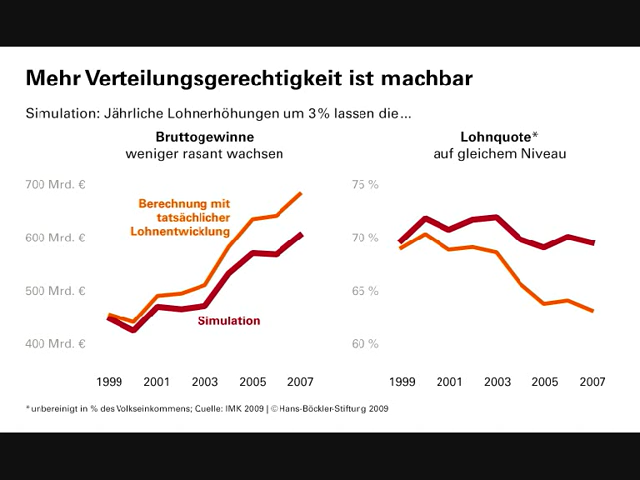 Mehr Verteilungsgerechtigkeit ist machbar
Simulation: Jährliche Lohnerhöhungen um 3% lassen die...
Bruttogewinne
weniger rasant wachsen
700 Mrd. €
600 Mrd. €
500 Mrd. €
400 Mrd. €
Berechnung mit
tatsächlicher
Lohnentwicklung
Simulation
1999 2001 2003 2005 2007
Lohnquote*
auf gleichem Niveau
75 %
70 %
65 %
60 %
1999 2001 2003 2005 2007
* unbereinigt in % des Volkseinkommens; Quelle: IMK 2009 | © Hans-Böckler-Stiftung 2009